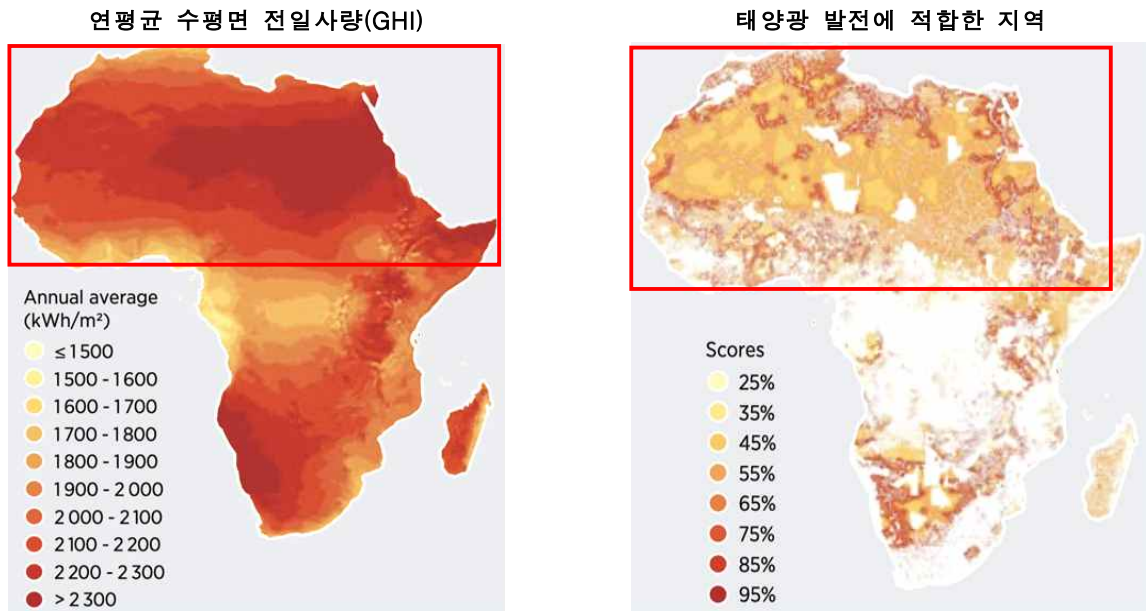 연평균 수평면 전일사량(GHI)
태양광 발전에 적합한 지역
Annual average
(kWh/m²)
≤ 1500
1500 - 1600
1600 - 1700
1700 - 1800
1800 - 1900
1900 - 2 000
2 000 - 2100
2 100 - 2 200
2 200 - 2 300
> 2 300
Scores
25%
35%
45%
55%
65%
75%
85%
95%